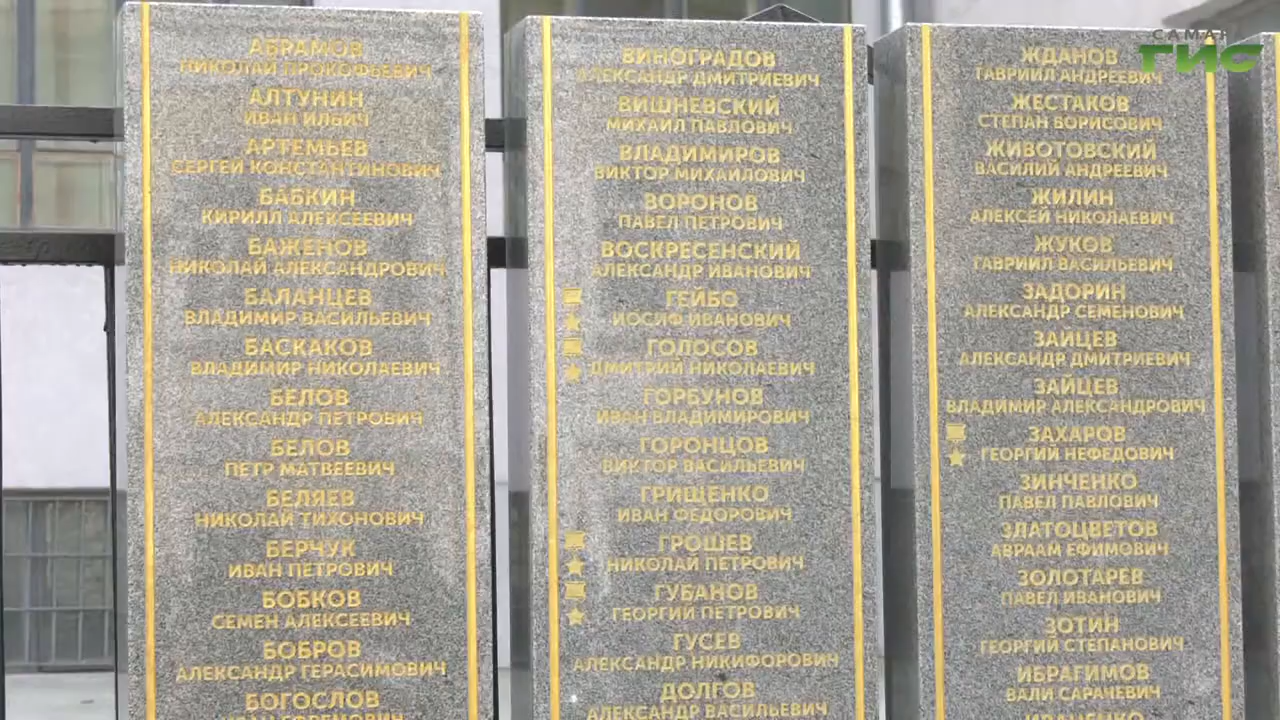 АБРАМОВ
НИКОЛАЙ ПРОКОФЬЕВИЧ
АЛТУНИН
ИВАН ИЛЬИЧ
АРТЕМЬЕВ
СЕРГЕЙ КОНСТАНТИНОВИЧ
БАБКИН
КИРИЛЛ АЛЕКСЕЕВИЧ
БАЖЕНОВ
НИКОЛАЙ АЛЕКСАНДРОВИЧ
БАЛАНЦЕВ
ВЛАДИМИР ВАСИЛЬЕВИЧ
БАСКАКОВ
ВЛАДИМИР НИКОЛАЕВИЧ
БЕЛОВ
АЛЕКСАНДР ПЕТРОВИЧ
БЕЛОВ
ПЕТР МАТВЕЕВИЧ
БЕЛЯЕВ
НИКОЛАЙ ТИХОНОВИЧ
БЕРЧУК
ИВАН ПЕТРОВИЧ
БОБКОВ
СЕМЕН АЛЕКСЕЕВИЧ
БОБРОВ
АЛЕКСАНДР ГЕРАСИМОВИЧ
БОГОСЛОВ
ВИНОГРАДОВ
АЛЕКСАНДР ДМИТРИЕВИЧ
ВИШНЕВСКИЙ
МИХАИЛ ПАВЛОВИЧ
ВЛАДИМИРОВ
ВИКТОР МИХАИЛОВИЧ
ВОРОНОВ
ПАВЕЛ ПЕТРОВИЧ
ВОСКРЕСЕНСКИЙ
АЛЕКСАНДР ИВАНОВИЧ
ГЕЙБО
ИОСИФ ИВАНОВИЧ
ГОЛОСОВ
ДМИТРИЙ НИКОЛАЕВИЧ
ГОРБУНОВ
ИВАН ВЛАДИМИРОВИЧ
ГОРОНЦОВ
ВИКТОР ВАСИЛЬЕВИЧ
ГРИЩЕНКО
ИВАН ФЕДОРОВИЧ
ГРОШЕВ
НИКОЛАЙ ПЕТРОВИЧ
ГУБАНОВ
ГЕОРГИЙ ПЕТРОВИЧ
ГУСЕВ
АЛЕКСАНДР НИКИФОРОВИЧ
ДОЛГОВ
АЛЕКСАНДР ВАСИЛЬЕВИЧ
ЖДАНОВ
ГАВРИИЛ АНДРЕЕВИЧ
ЖЕСТАКОВ
СТЕПАН БОРИСОВИЧ
ЖИВОТОВСКИЙ
ВАСИЛИЙ АНДРЕЕВИЧ
ЖИЛИН
АЛЕКСЕЙ НИКОЛАЕВИЧ
ЖУКОВ
ГАВРИИЛ ВАСИЛЬЕВИЧ
ЗАДОРИН
АЛЕКСАНДР СЕМЕНОВИЧ
ЗАЙЦЕВ
АЛЕКСАНДР ДМИТРИЕВИЧ
ЗАЙЦЕВ
ВЛАДИМИР АЛЕКСАНДРОВИЧ
ЗАХАРОВ
ГЕОРГИЙ НЕФЕДОВИЧ
ЗИНЧЕНКО
ПАВЕЛ ПАВЛОВИЧ
ЗЛАТОЦВЕТОВ
АВРААМ ЕФИМОВИЧ
ЗОЛОТАРЕВ
ПАВЕЛ ИВАНОВИЧ
ЗОТИН
ГЕОРГИЙ СТЕПАНОВИЧ
ИБРАГИМОВ
ВАЛИ САРАЧЕВИЧ
ГИС